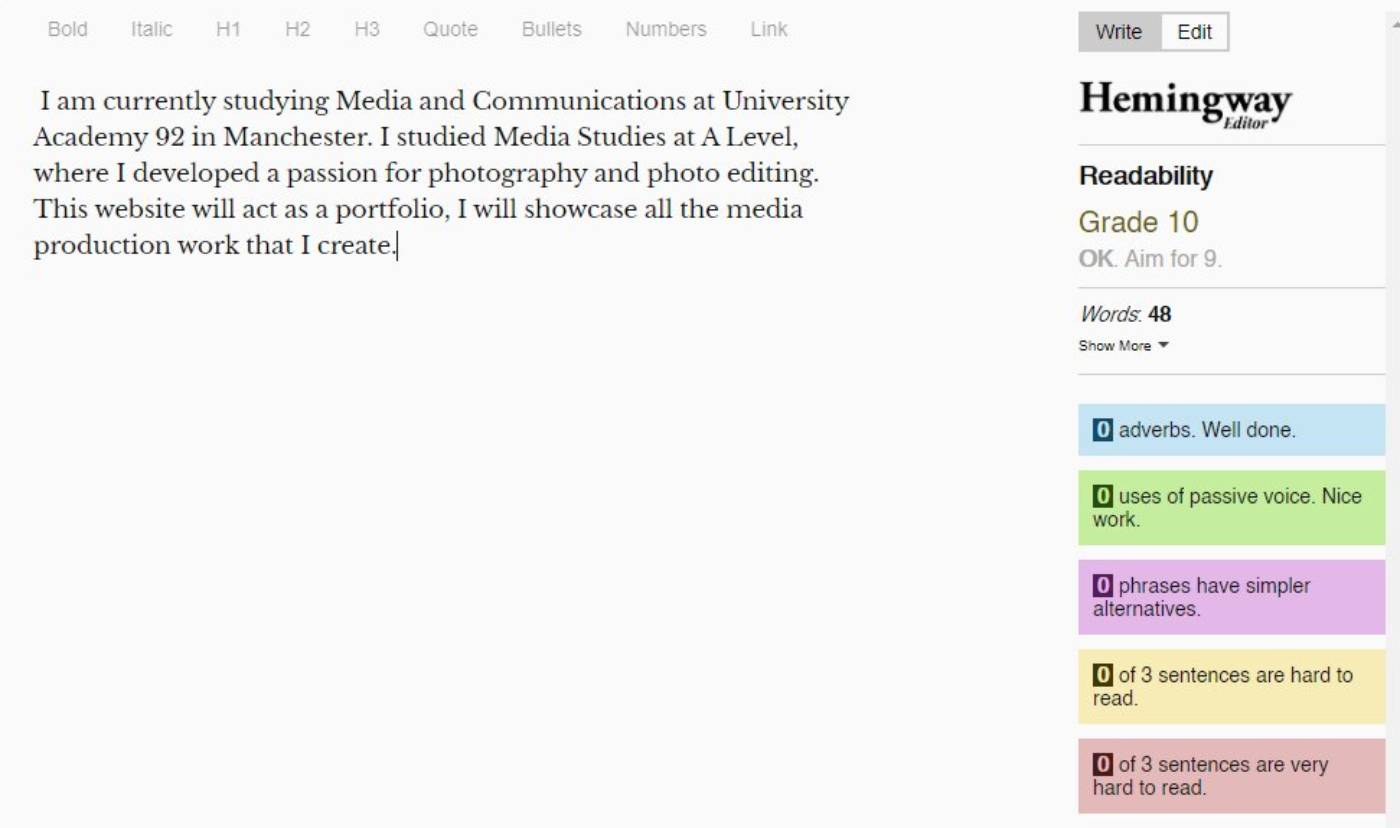 Bold Italic H1 H2 H3 Quote Bullets Numbers Link
I am currently studying Media and Communications at University
Academy 92 in Manchester. I studied Media Studies at A Level,
where I developed a passion for photography and photo editing.
This website will act as a portfolio, I will showcase all the media
production work that I create.
Write Edit
Hemingway
Editor
Readability
Grade 10
OK. Aim for 9.
Words: 48
Show More
0 adverbs. Well done.
0 uses of passive voice. Nice
work.
0 phrases have simpler
alternatives.
0 of 3 sentences are hard to
read.
0 of 3 sentences are very
hard to read.